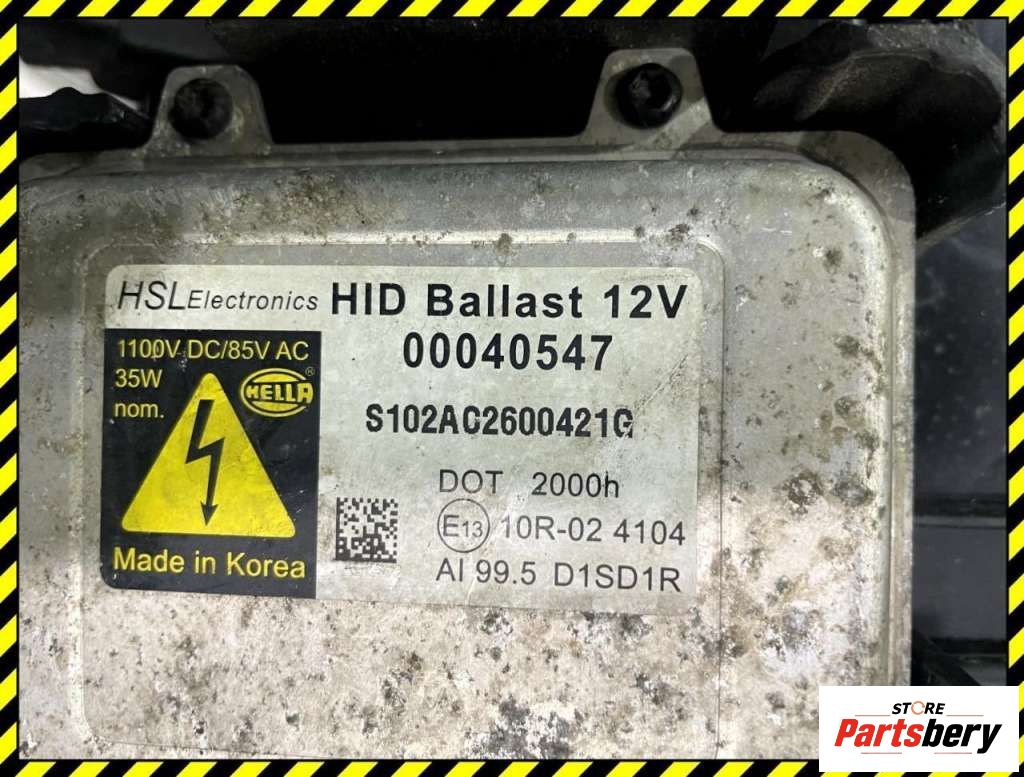 HSL Electronics HID Ballast 12V
00040547
1100V DC/85V AC
35W
nom.
HELLA ®
S102AC2600421G
DOT 2000h
E13 10R-02 4104
Made in Korea
AI 99.5 D1SD1R
STORE
Partsbery